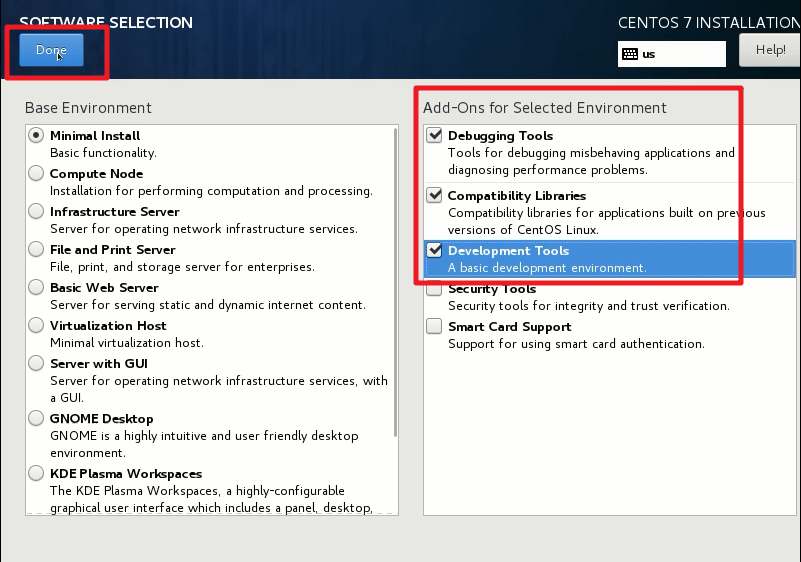 SOFTWARE SELECTION
CENTOS 7 INSTALLATION
Done
us
Help!
Base Environment
Minimal Install
Basic functionality.
Compute Node
Installation for performing computation and processing.
Infrastructure Server
Server for operating network infrastructure services.
File and Print Server
File, print, and storage server for enterprises.
Basic Web Server
Server for serving static and dynamic internet content.
Virtualization Host
Minimal virtualization host.
Server with GUI
Server for operating network infrastructure services, with
a GUI.
GNOME Desktop
GNOME is a highly intuitive and user friendly desktop
environment.
KDE Plasma Workspaces
The KDE Plasma Workspaces, a highly-configurable
graphical user interface which includes a panel, desktop,
Add-Ons for Selected Environment
Debugging Tools
Tools for debugging misbehaving applications and
diagnosing performance problems.
Compatibility Libraries
Compatibility libraries for applications built on previous
versions of CentOS Linux.
Development Tools
A basic development environment.
Security Tools
Security tools for integrity and trust verification.
Smart Card Support
Support for using smart card authentication.